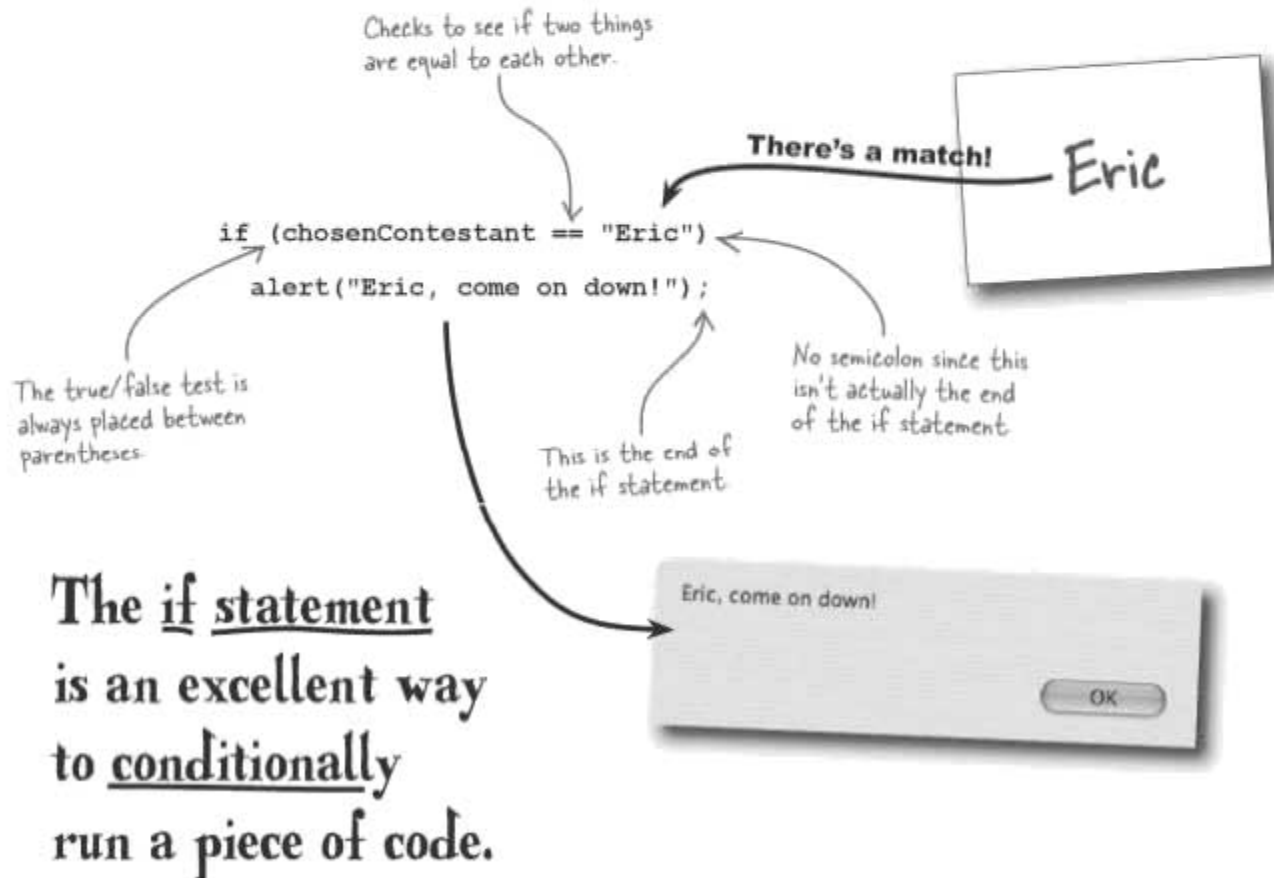 Checks to see if two things
are equal to each other.
There's a match!
Eric
if (chosenContestant == "Eric")
alert("Eric, come on down!");
The true/false test is
always placed between
parentheses.
This is the end of
the if statement
No semicolon since this
isn't actually the end
of the if statement
Eric, come on down!
OK
The if statement
is an excellent way
to conditionally
run a piece of code.